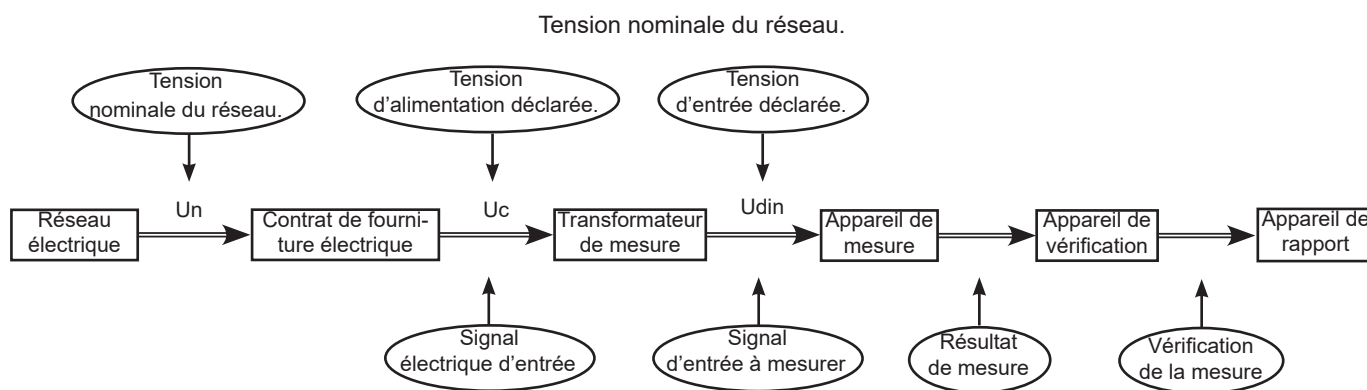 Tension nominale du réseau.
Tension
nominale du réseau.
Tension
d'alimentation déclarée.
Tension
d'entrée déclarée.
Un
Uc
Udin
Réseau
électrique
Contrat de fourni-
ture électrique
Transformateur
de mesure
Appareil de
mesure
Appareil de
vérification
Appareil de
rapport
Signal
électrique d'entrée
Signal
d'entrée à mesurer
Résultat
de mesure
Vérification
de la mesure